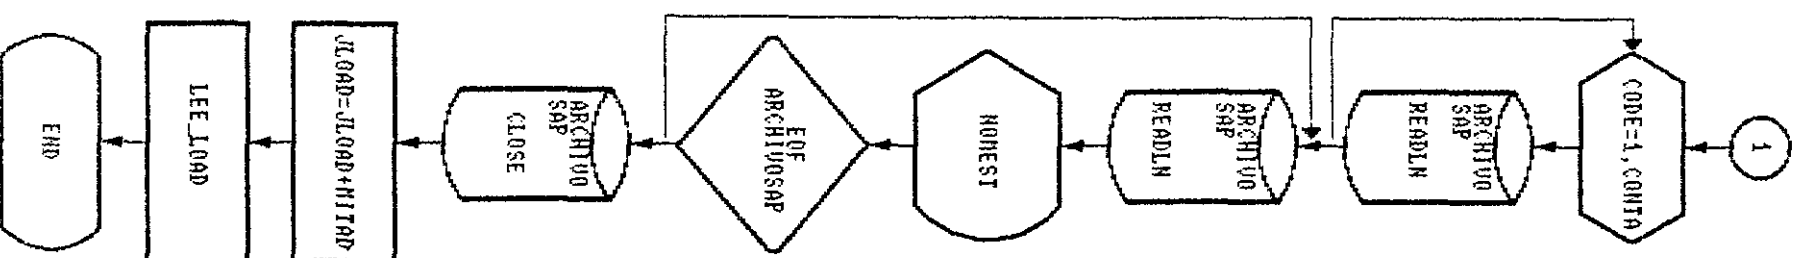 1
CODE=1,CONTA
ARCHIVO
SAP
READLN
ARCHIVO
SAP
READLN
NOMEST
EOF
ARCHIVOSAP
ARCHIVO
SAP
CLOSE
JLOAD=JLOAD+MITAD
LEE_LOAD
END